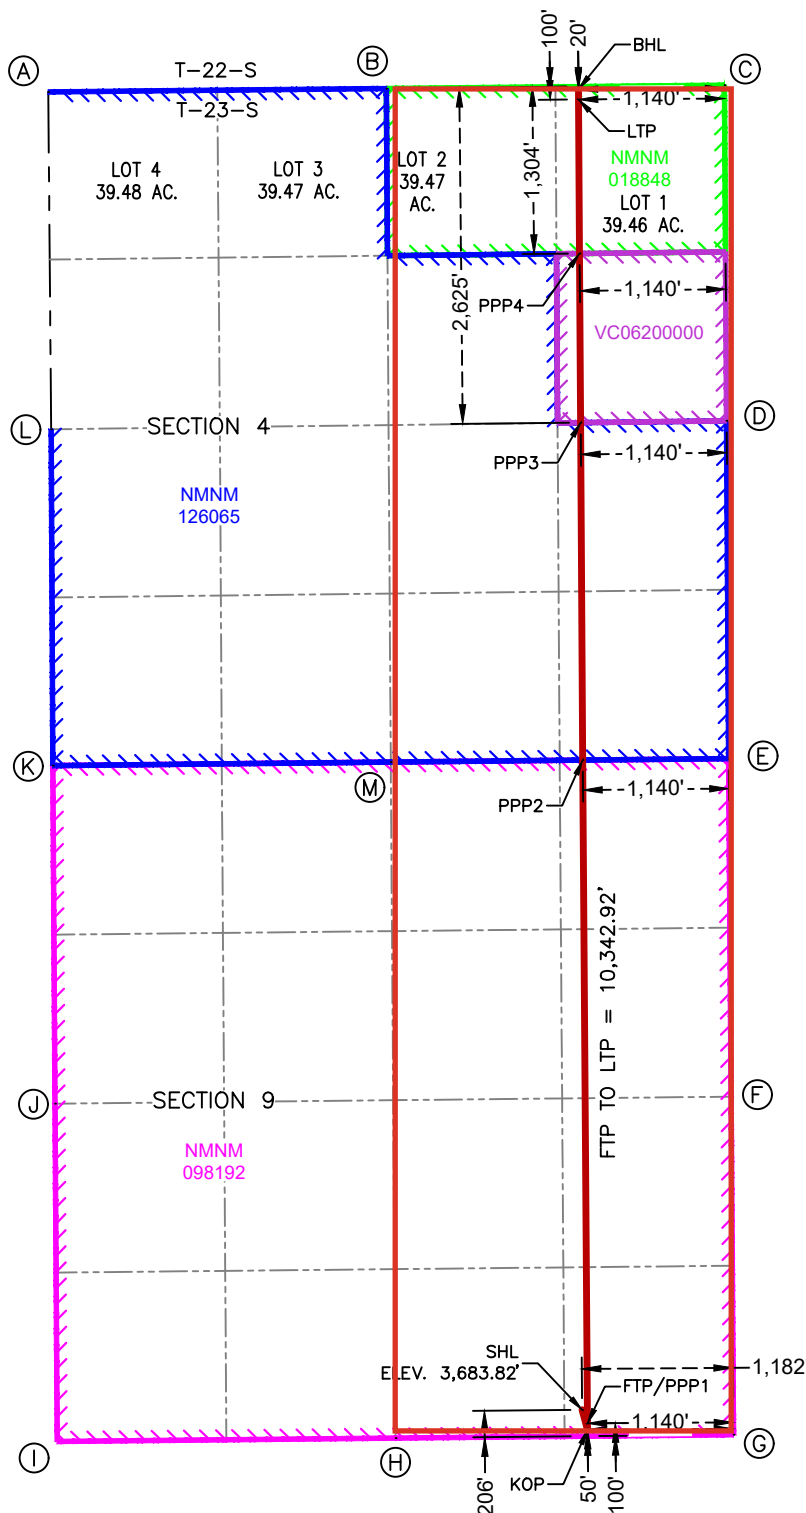 100'
20'
BHL
A
B
C
T-22-S
T-23-S
1,140'
LTP
LOT 4
39.48 AC.
LOT 3
39.47 AC.
LOT 2
39.47
AC.
1,304'
NMNM
018848
LOT 1
39.46 AC.
2,625'
PPP4
1,140'
VC06200000
L
SECTION 4
D
PPP3
1,140'
NMNM
126065
K
E
M
PPP2
1,140'
FTP TO LTP = 10,342.92'
J
SECTION 9
F
NMNM
098192
SHL
ELEV. 3,683.82'
1,182
FTP/PPP1
1,140'
I
H
G
206'
KOP
50'
100'